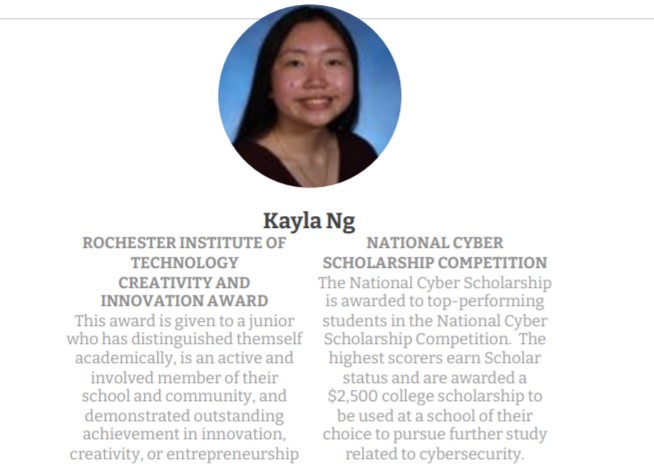 Kayla Ng
ROCHESTER INSTITUTE OF
TECHNOLOGY
CREATIVITY AND
INNOVATION AWARD
This award is given to a junior
who has distinguished themself
academically, is an active and
involved member of their
school and community, and
demonstrated outstanding
achievement in innovation,
creativity, or entrepreneurship
NATIONAL CYBER
SCHOLARSHIP COMPETITION
The National Cyber Scholarship
is awarded to top-performing
students in the National Cyber
Scholarship Competition.  The
highest scorers earn Scholar
status and are awarded a
$2,500 college scholarship to
be used at a school of their
choice to pursue further study
related to cybersecurity.